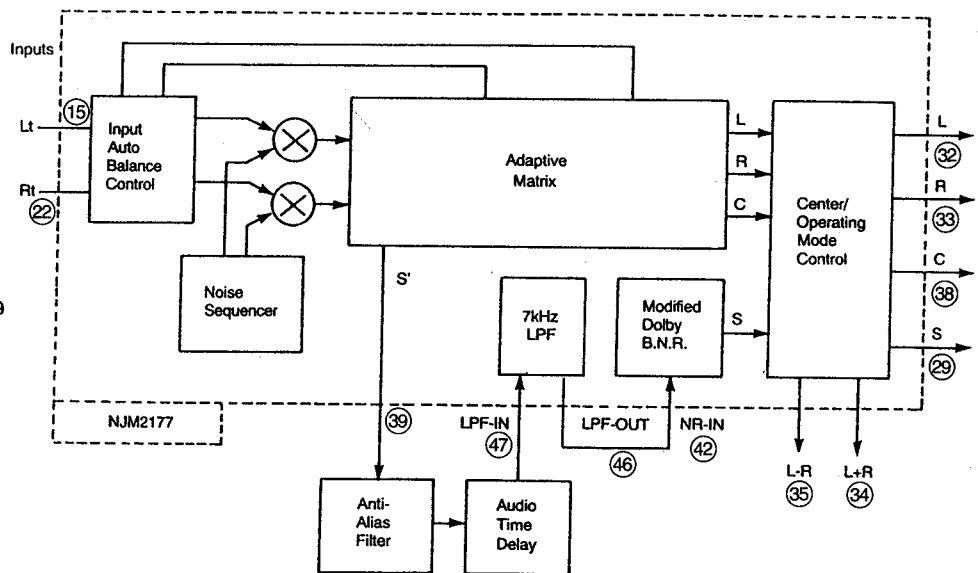 Inputs
15
Lt
Rt
22
Input
Auto
Balance
Control
Noise
Sequencer
Adaptive
Matrix
L
R
C
S
Center/
Operating
Mode
Control
L
32
R
33
C
38
S
29
S'
7kHz
LPF
Modified
Dolby
B.N.R.
9
NJM2177
39
LPF-IN
47
LPF-OUT
46
NR-IN
42
L-R
35
L+R
34
Anti-
Alias
Filter
Audio
Time
Delay